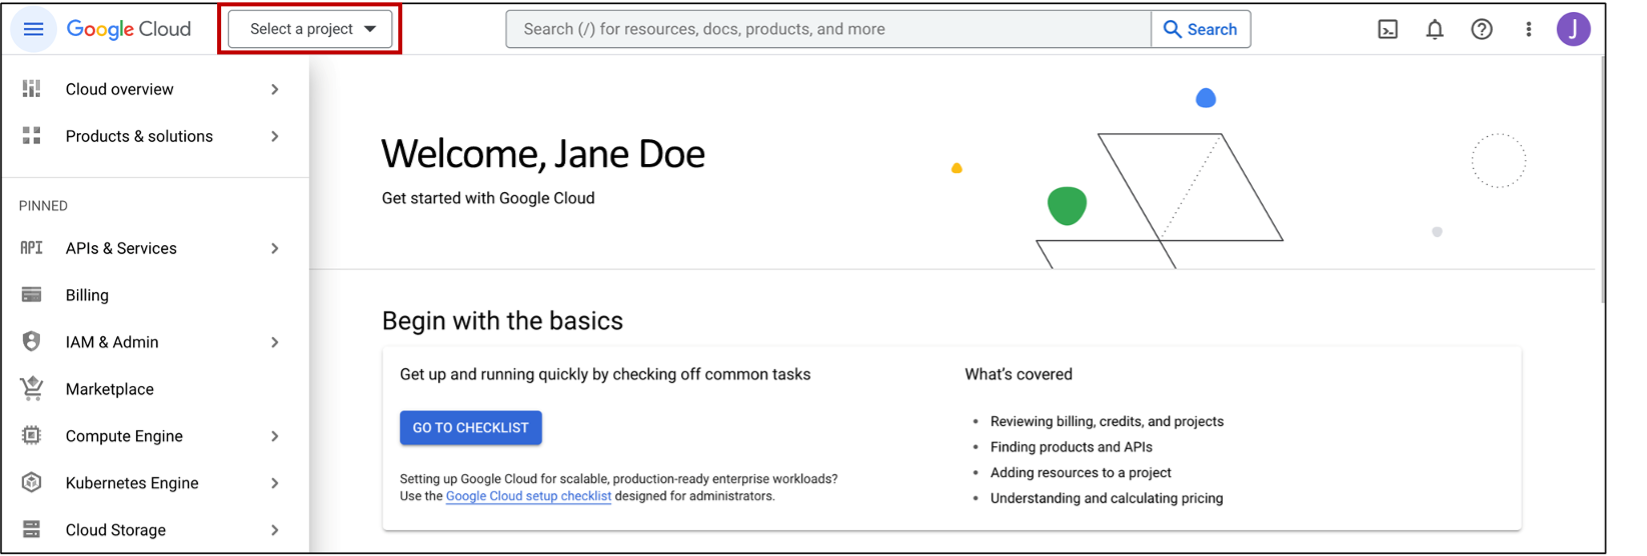 Google Cloud
Select a project
Search (/) for resources, docs, products, and more
Search
J
Cloud overview
Products & solutions
PINNED
API APIs & Services
Billing
IAM & Admin
Marketplace
Compute Engine
Kubernetes Engine
Cloud Storage
Welcome, Jane Doe
Get started with Google Cloud
Begin with the basics
Get up and running quickly by checking off common tasks
GO TO CHECKLIST
Setting up Google Cloud for scalable, production-ready enterprise workloads?
Use the Google Cloud setup checklist designed for administrators.
What's covered
• Reviewing billing, credits, and projects
• Finding products and APIs
• Adding resources to a project
• Understanding and calculating pricing